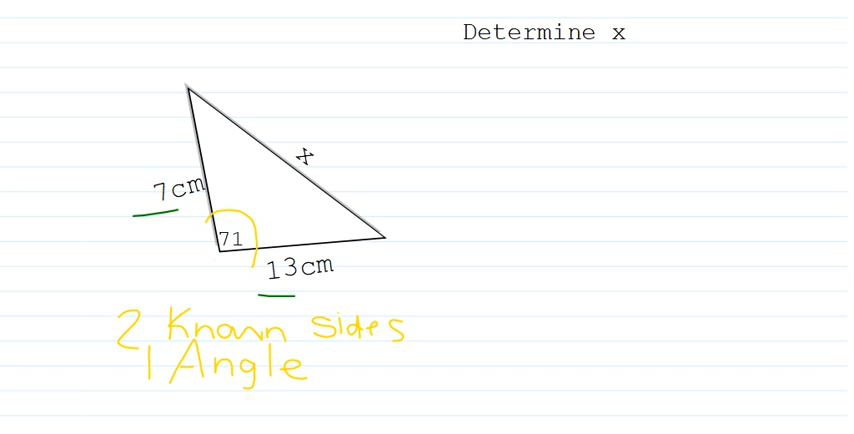 Determine x
x
7cm
71
13cm
2 Known sides
1 Angle